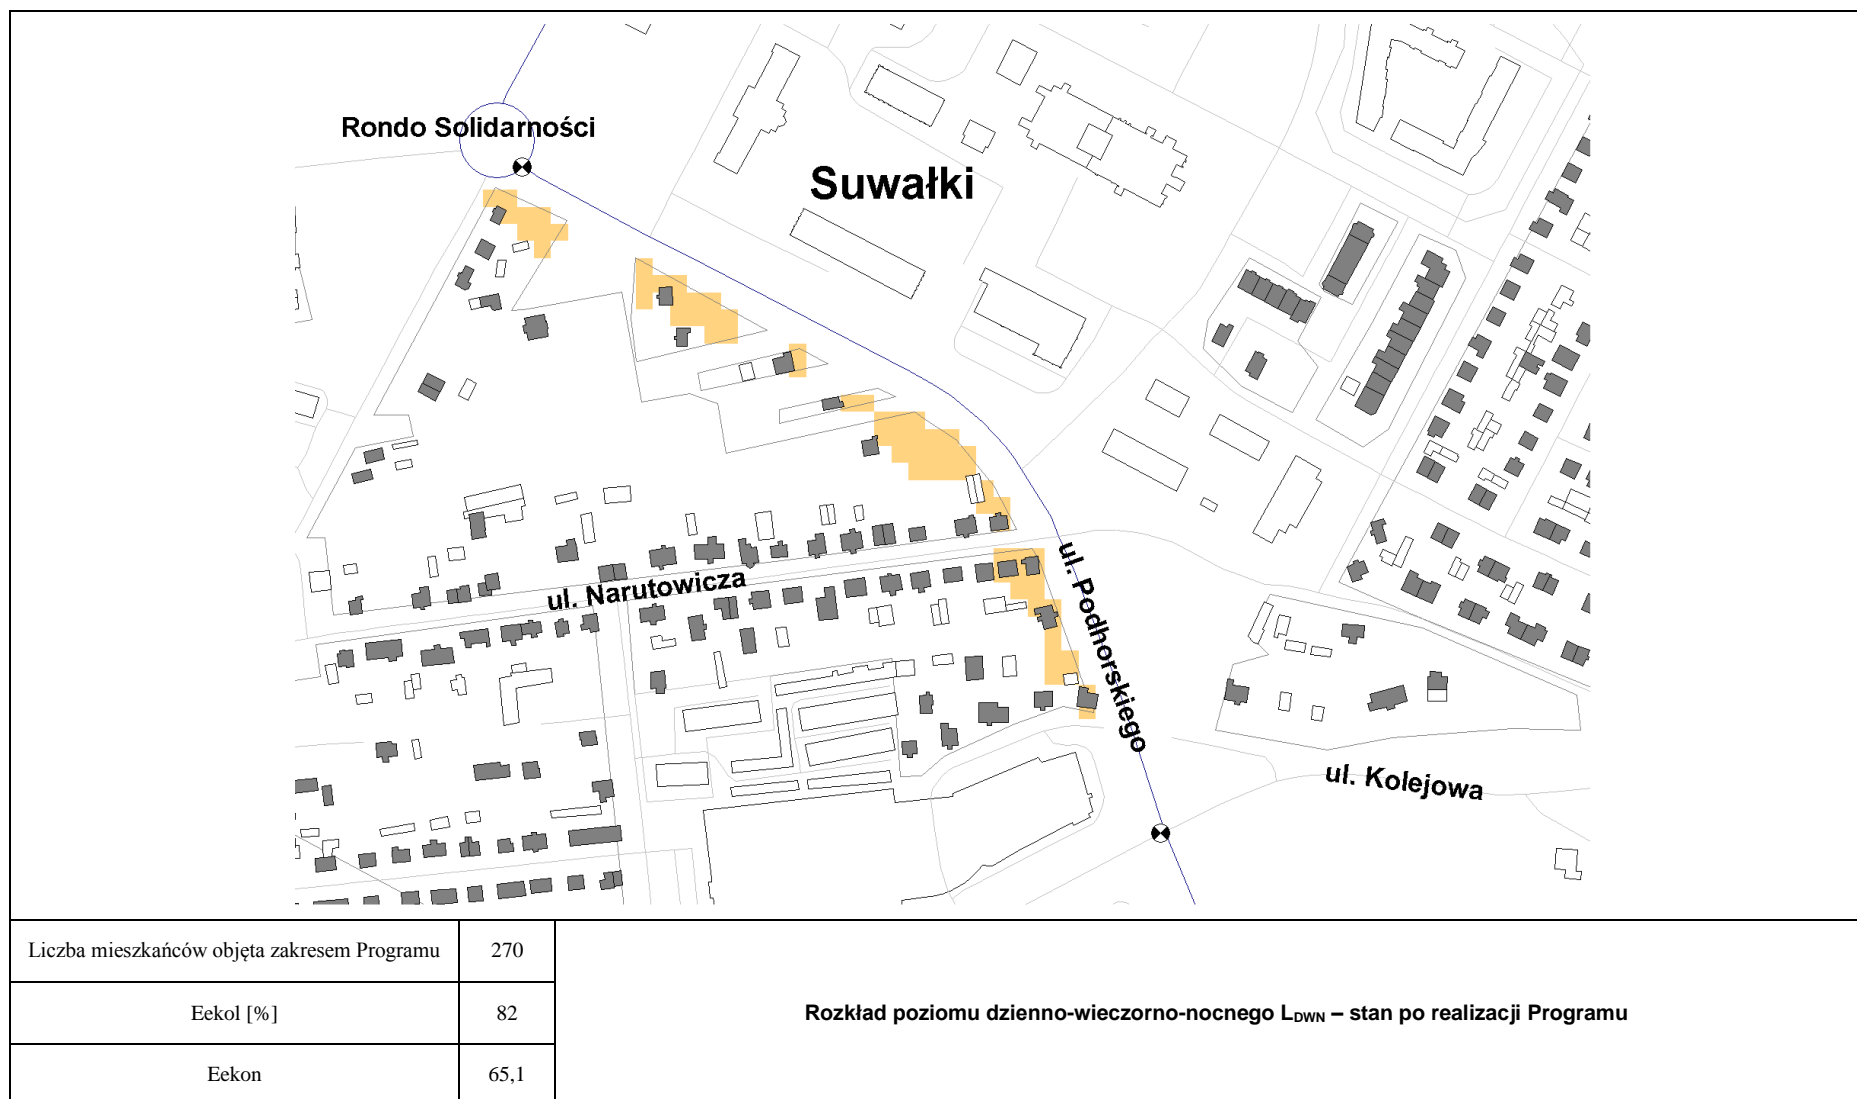 Rondo Solidarności
Suwałki
ul. Narutowicza
ul. Podhorskiego
ul. Kolejowa
Liczba mieszkańców objęta zakresem Programu 270
Eekol [%] 82
Rozkład poziomu dzienno-wieczorno-nocnego LDWN – stan po realizacji Programu
Eekon 65,1